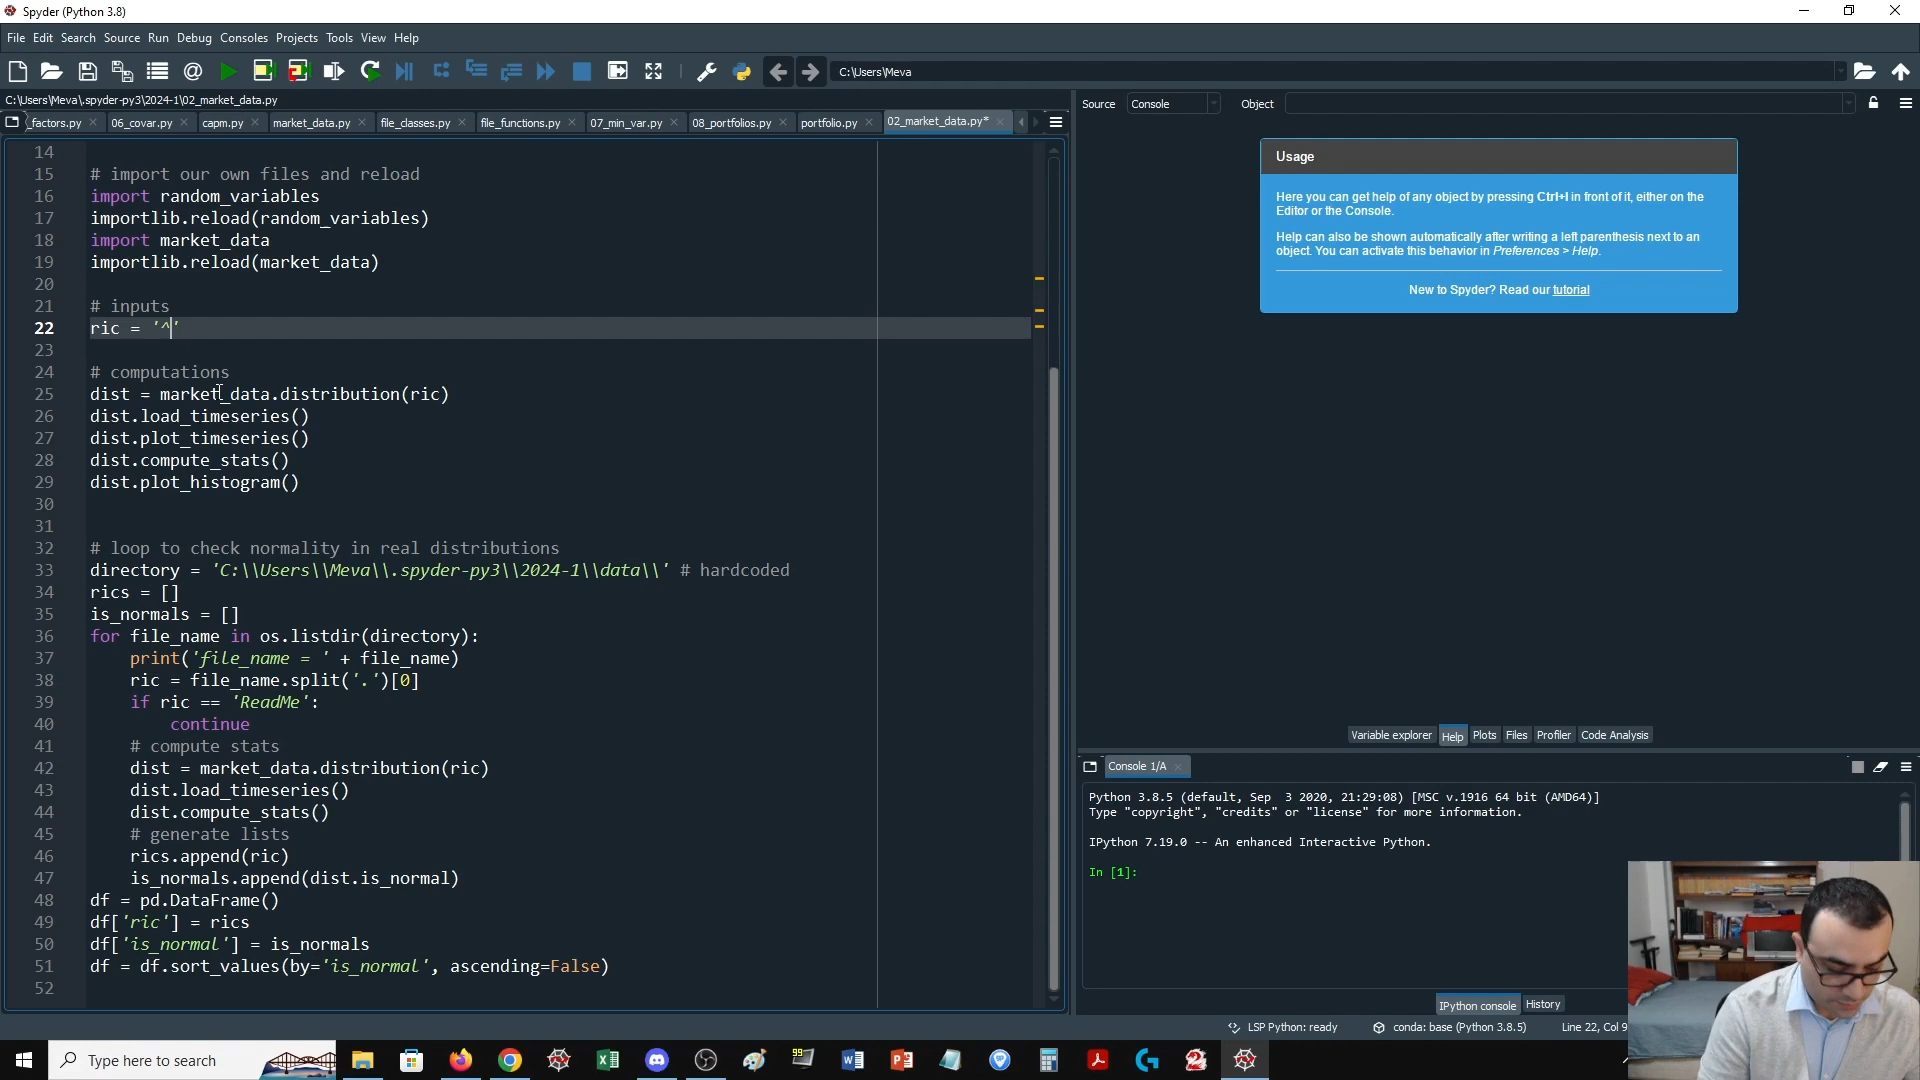 Spyder (Python 3.8)
File Edit Search Source Run Debug Consoles Projects Tools View Help
C:\Users\Meva
C:\Users\Meva\.spyder-py3\2024-1\02_market_data.py
_factors.py 06_covar.py capm.py market_data.py file_classes.py file_functions.py 07_min_var.py 08_portfolios.py portfolio.py 02_market_data.py*
14
15 # import our own files and reload
16 import random_variables
17 importlib.reload(random_variables)
18 import market_data
19 importlib.reload(market_data)
20
21 # inputs
22 ric = '^'
23
24 # computations
25 dist = market_data.distribution(ric)
26 dist.load_timeseries()
27 dist.plot_timeseries()
28 dist.compute_stats()
29 dist.plot_histogram()
30
31
32 # loop to check normality in real distributions
33 directory = 'C:\\Users\\Meva\\.spyder-py3\\2024-1\\data\\' # hardcoded
34 rics = []
35 is_normals = []
36 for file_name in os.listdir(directory):
37     print('file_name = ' + file_name)
38     ric = file_name.split('.')[0]
39     if ric == 'ReadMe':
40         continue
41     # compute stats
42     dist = market_data.distribution(ric)
43     dist.load_timeseries()
44     dist.compute_stats()
45     # generate lists
46     rics.append(ric)
47     is_normals.append(dist.is_normal)
48 df = pd.DataFrame()
49 df['ric'] = rics
50 df['is_normal'] = is_normals
51 df = df.sort_values(by='is_normal', ascending=False)
52
Source Console Object
Usage
Here you can get help of any object by pressing Ctrl+I in front of it, either on the
Editor or the Console.
Help can also be shown automatically after writing a left parenthesis next to an
object. You can activate this behavior in Preferences > Help.
New to Spyder? Read our tutorial
Variable explorer Help Plots Files Profiler Code Analysis
Console 1/A
Python 3.8.5 (default, Sep  3 2020, 21:29:08) [MSC v.1916 64 bit (AMD64)]
Type "copyright", "credits" or "license" for more information.
IPython 7.19.0 -- An enhanced Interactive Python.
In [1]:
IPython console History
LSP Python: ready conda: base (Python 3.8.5) Line 22, Col 9
Type here to search